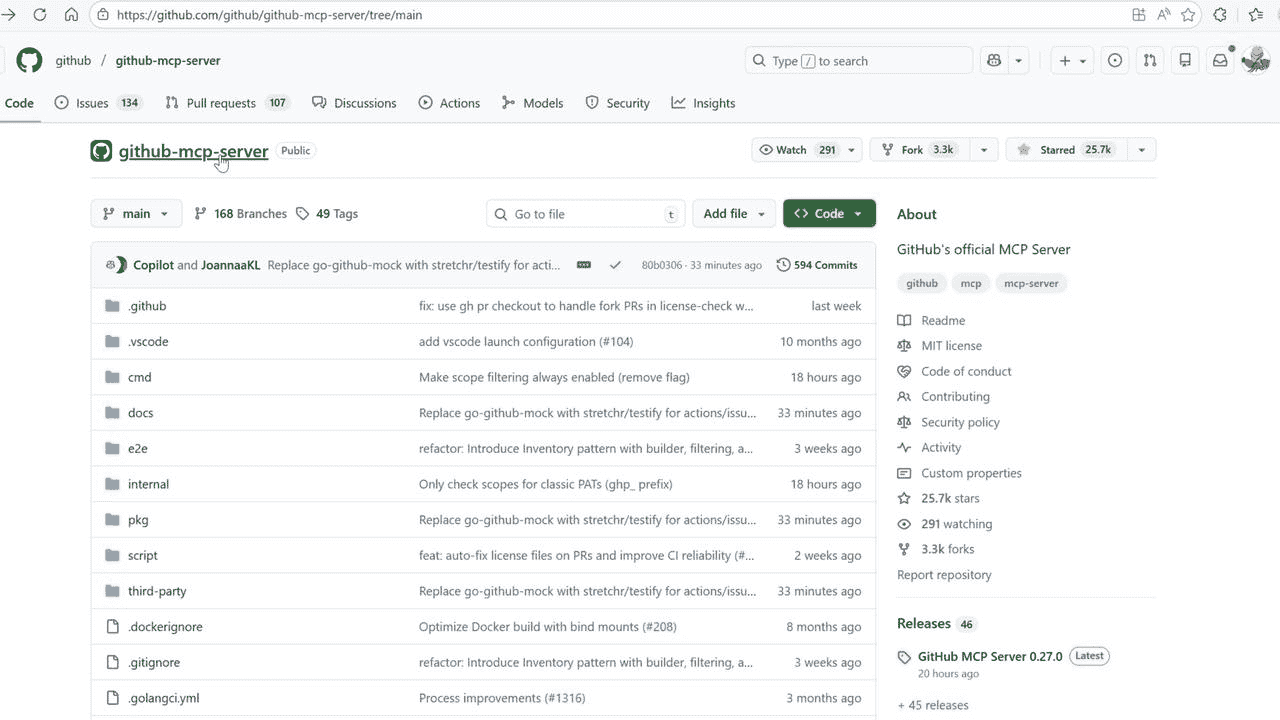 https://github.com/github/github-mcp-server/tree/main
github / github-mcp-server
Type / to search
Code Issues 134 Pull requests 107 Discussions Actions Models Security Insights
github-mcp-server Public
Watch 291 Fork 3.3k Starred 25.7k
main 168 Branches 49 Tags Go to file t Add file Code
Copilot and JoannaaKL Replace go-github-mock with stretchr/testify for acti... 80b0306 · 33 minutes ago 594 Commits
.github fix: use gh pr checkout to handle fork PRs in license-check w... last week
.vscode add vscode launch configuration (#104) 10 months ago
cmd Make scope filtering always enabled (remove flag) 18 hours ago
docs Replace go-github-mock with stretchr/testify for actions/issu... 33 minutes ago
e2e refactor: Introduce Inventory pattern with builder, filtering, a... 3 weeks ago
internal Only check scopes for classic PATs (ghp_ prefix) 18 hours ago
pkg Replace go-github-mock with stretchr/testify for actions/issu... 33 minutes ago
script feat: auto-fix license files on PRs and improve CI reliability (#... 2 weeks ago
third-party Replace go-github-mock with stretchr/testify for actions/issu... 33 minutes ago
.dockerignore Optimize Docker build with bind mounts (#208) 8 months ago
.gitignore refactor: Introduce Inventory pattern with builder, filtering, a... 3 weeks ago
.golangci.yml Process improvements (#1316) 3 months ago
About
GitHub's official MCP Server
github mcp mcp-server
Readme
MIT license
Code of conduct
Contributing
Security policy
Activity
Custom properties
25.7k stars
291 watching
3.3k forks
Report repository
Releases 46
GitHub MCP Server 0.27.0 Latest
20 hours ago
+ 45 releases